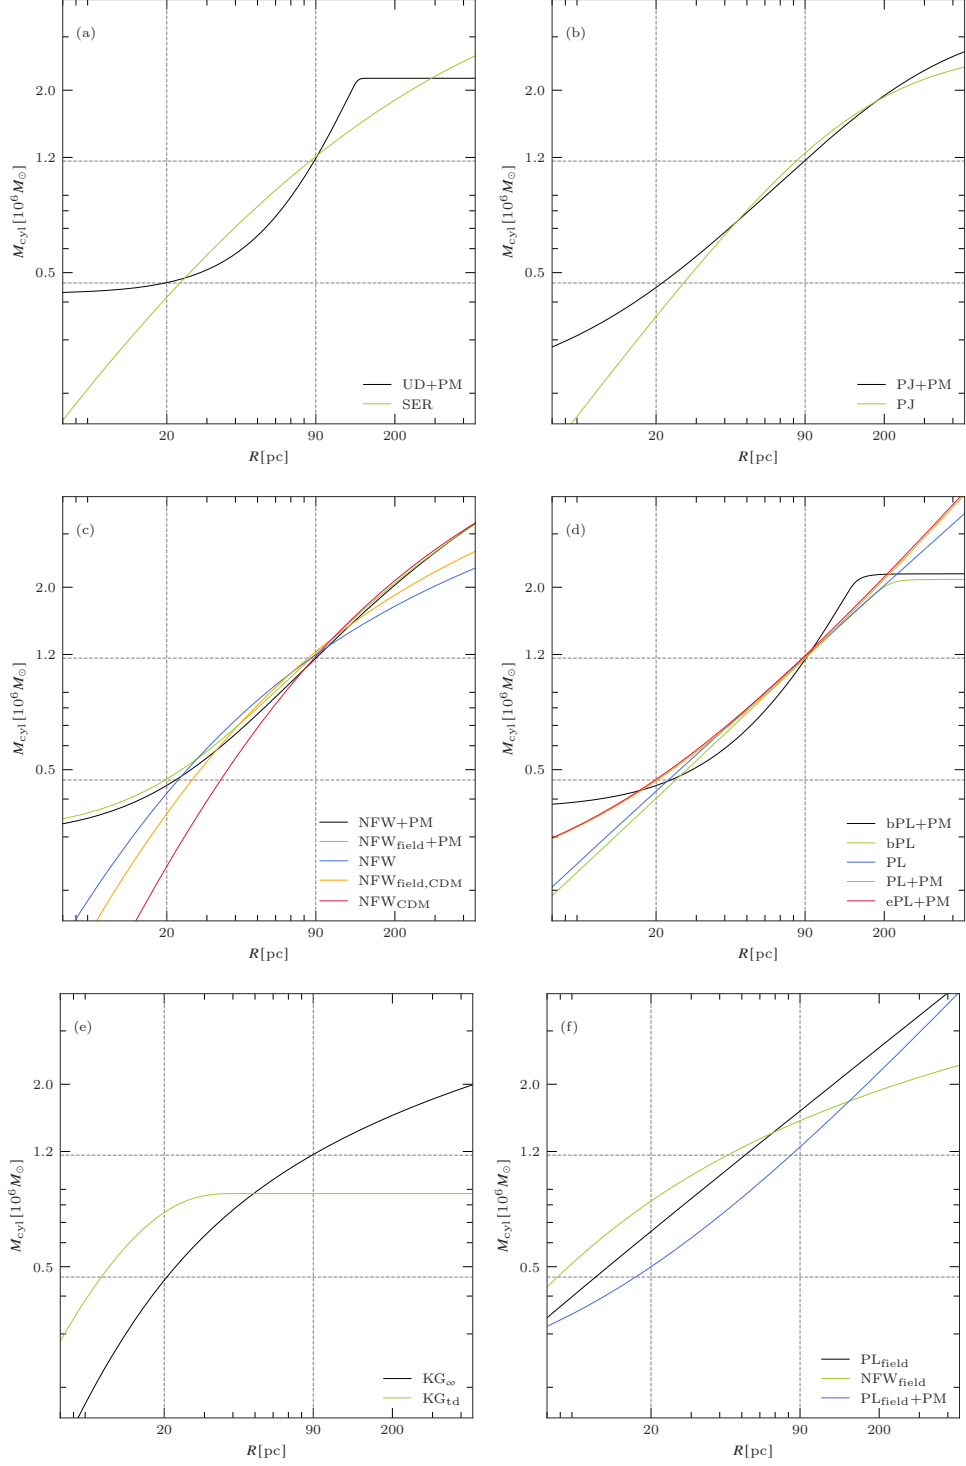 (a)
2.0
1.2
0.5
M_cyl [10^6 M_⊙]
UD+PM
SER
20 90 200
R[pc]
(b)
2.0
1.2
0.5
M_cyl [10^6 M_⊙]
PJ+PM
PJ
20 90 200
R[pc]
(c)
2.0
1.2
0.5
M_cyl [10^6 M_⊙]
NFW+PM
NFW_field+PM
NFW
NFW_field,CDM
NFW_CDM
20 90 200
R[pc]
(d)
2.0
1.2
0.5
M_cyl [10^6 M_⊙]
bPL+PM
bPL
PL
PL+PM
ePL+PM
20 90 200
R[pc]
(e)
2.0
1.2
0.5
M_cyl [10^6 M_⊙]
KG_∞
KG_td
20 90 200
R[pc]
(f)
2.0
1.2
0.5
M_cyl [10^6 M_⊙]
PL_field
NFW_field
PL_field+PM
20 90 200
R[pc]